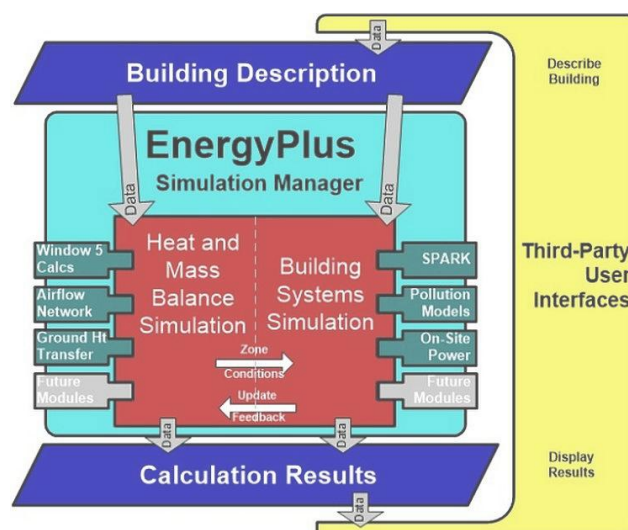 Data
Building Description
Describe
Building
EnergyPlus
Simulation Manager
Data
Data
Heat and
Mass
Balance
Simulation
Building
Systems
Simulation
Window 5
Calcs
Airflow
Network
Ground Ht
Transfer
Future
Modules
SPARK
Pollution
Models
On-Site
Power
Future
Modules
Third-Party
User
Interfaces
Zone
Conditions
Update
Feedback
Data
Data
Calculation Results
Display
Results
Data